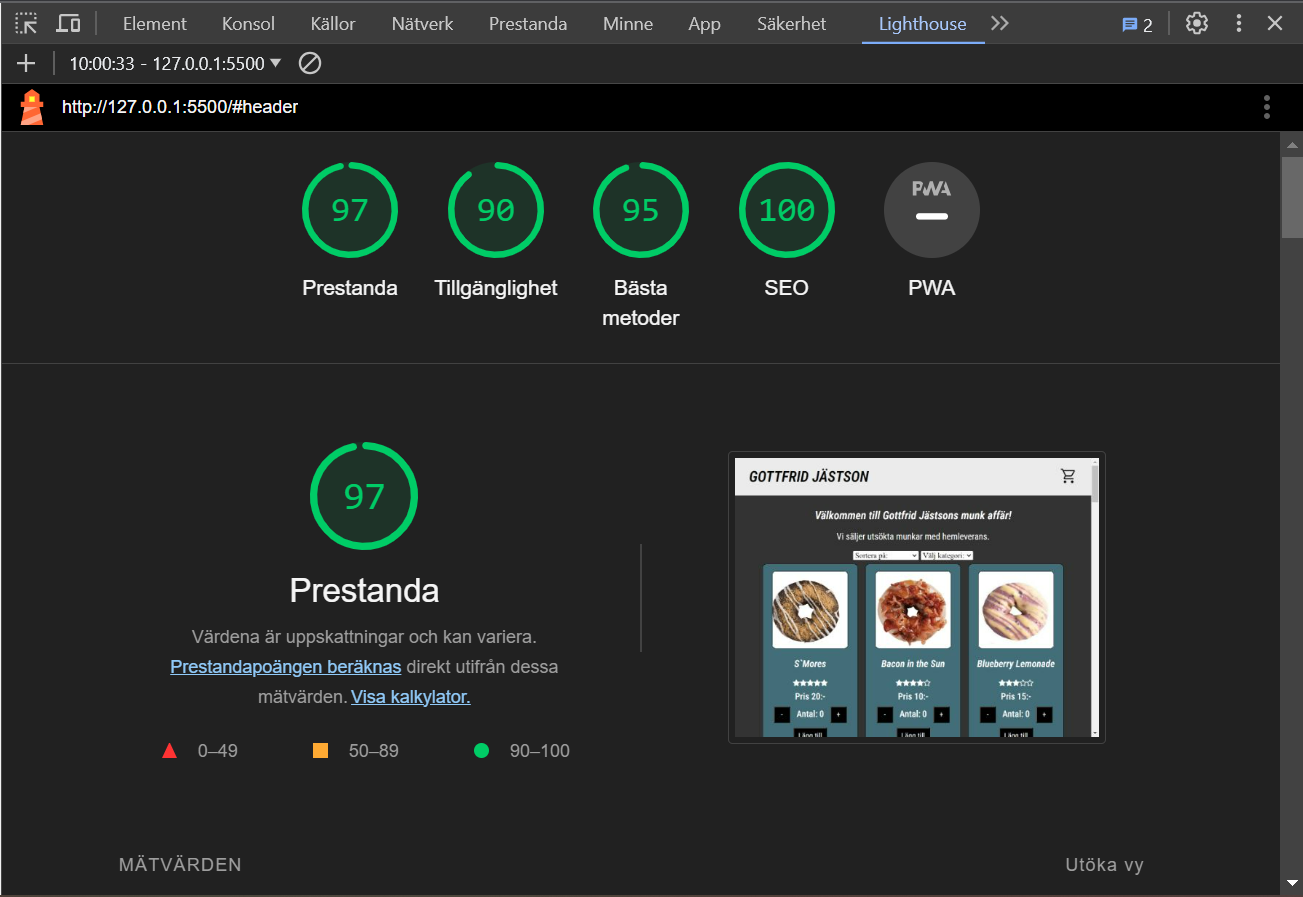 Element Konsol Källor Nätverk Prestanda Minne App Säkerhet Lighthouse 2
10:00:33 - 127.0.0.1:5500
http://127.0.0.1:5500/#header
97 90 95 100 PWA
Prestanda Tillgänglighet Bästa metoder SEO PWA
97
Prestanda
Värdena är uppskattningar och kan variera.
Prestandapoängen beräknas direkt utifrån dessa
mätvärden. Visa kalkylator.
0–49 50–89 90–100
GOTTFRID JÄSTSON
Välkommen till Gottfrid Jästsons munk affär!
Vi säljer utsökta munkar med hemleverans.
Sortera på: Välj kategori:
S`Mores Bacon in the Sun Blueberry Lemonade
Pris 20:- Pris 10:- Pris 15:-
- Antal: 0 + - Antal: 0 + - Antal: 0 +
Lägg till Lägg till Lägg till
MÄTVÄRDEN Utöka vy